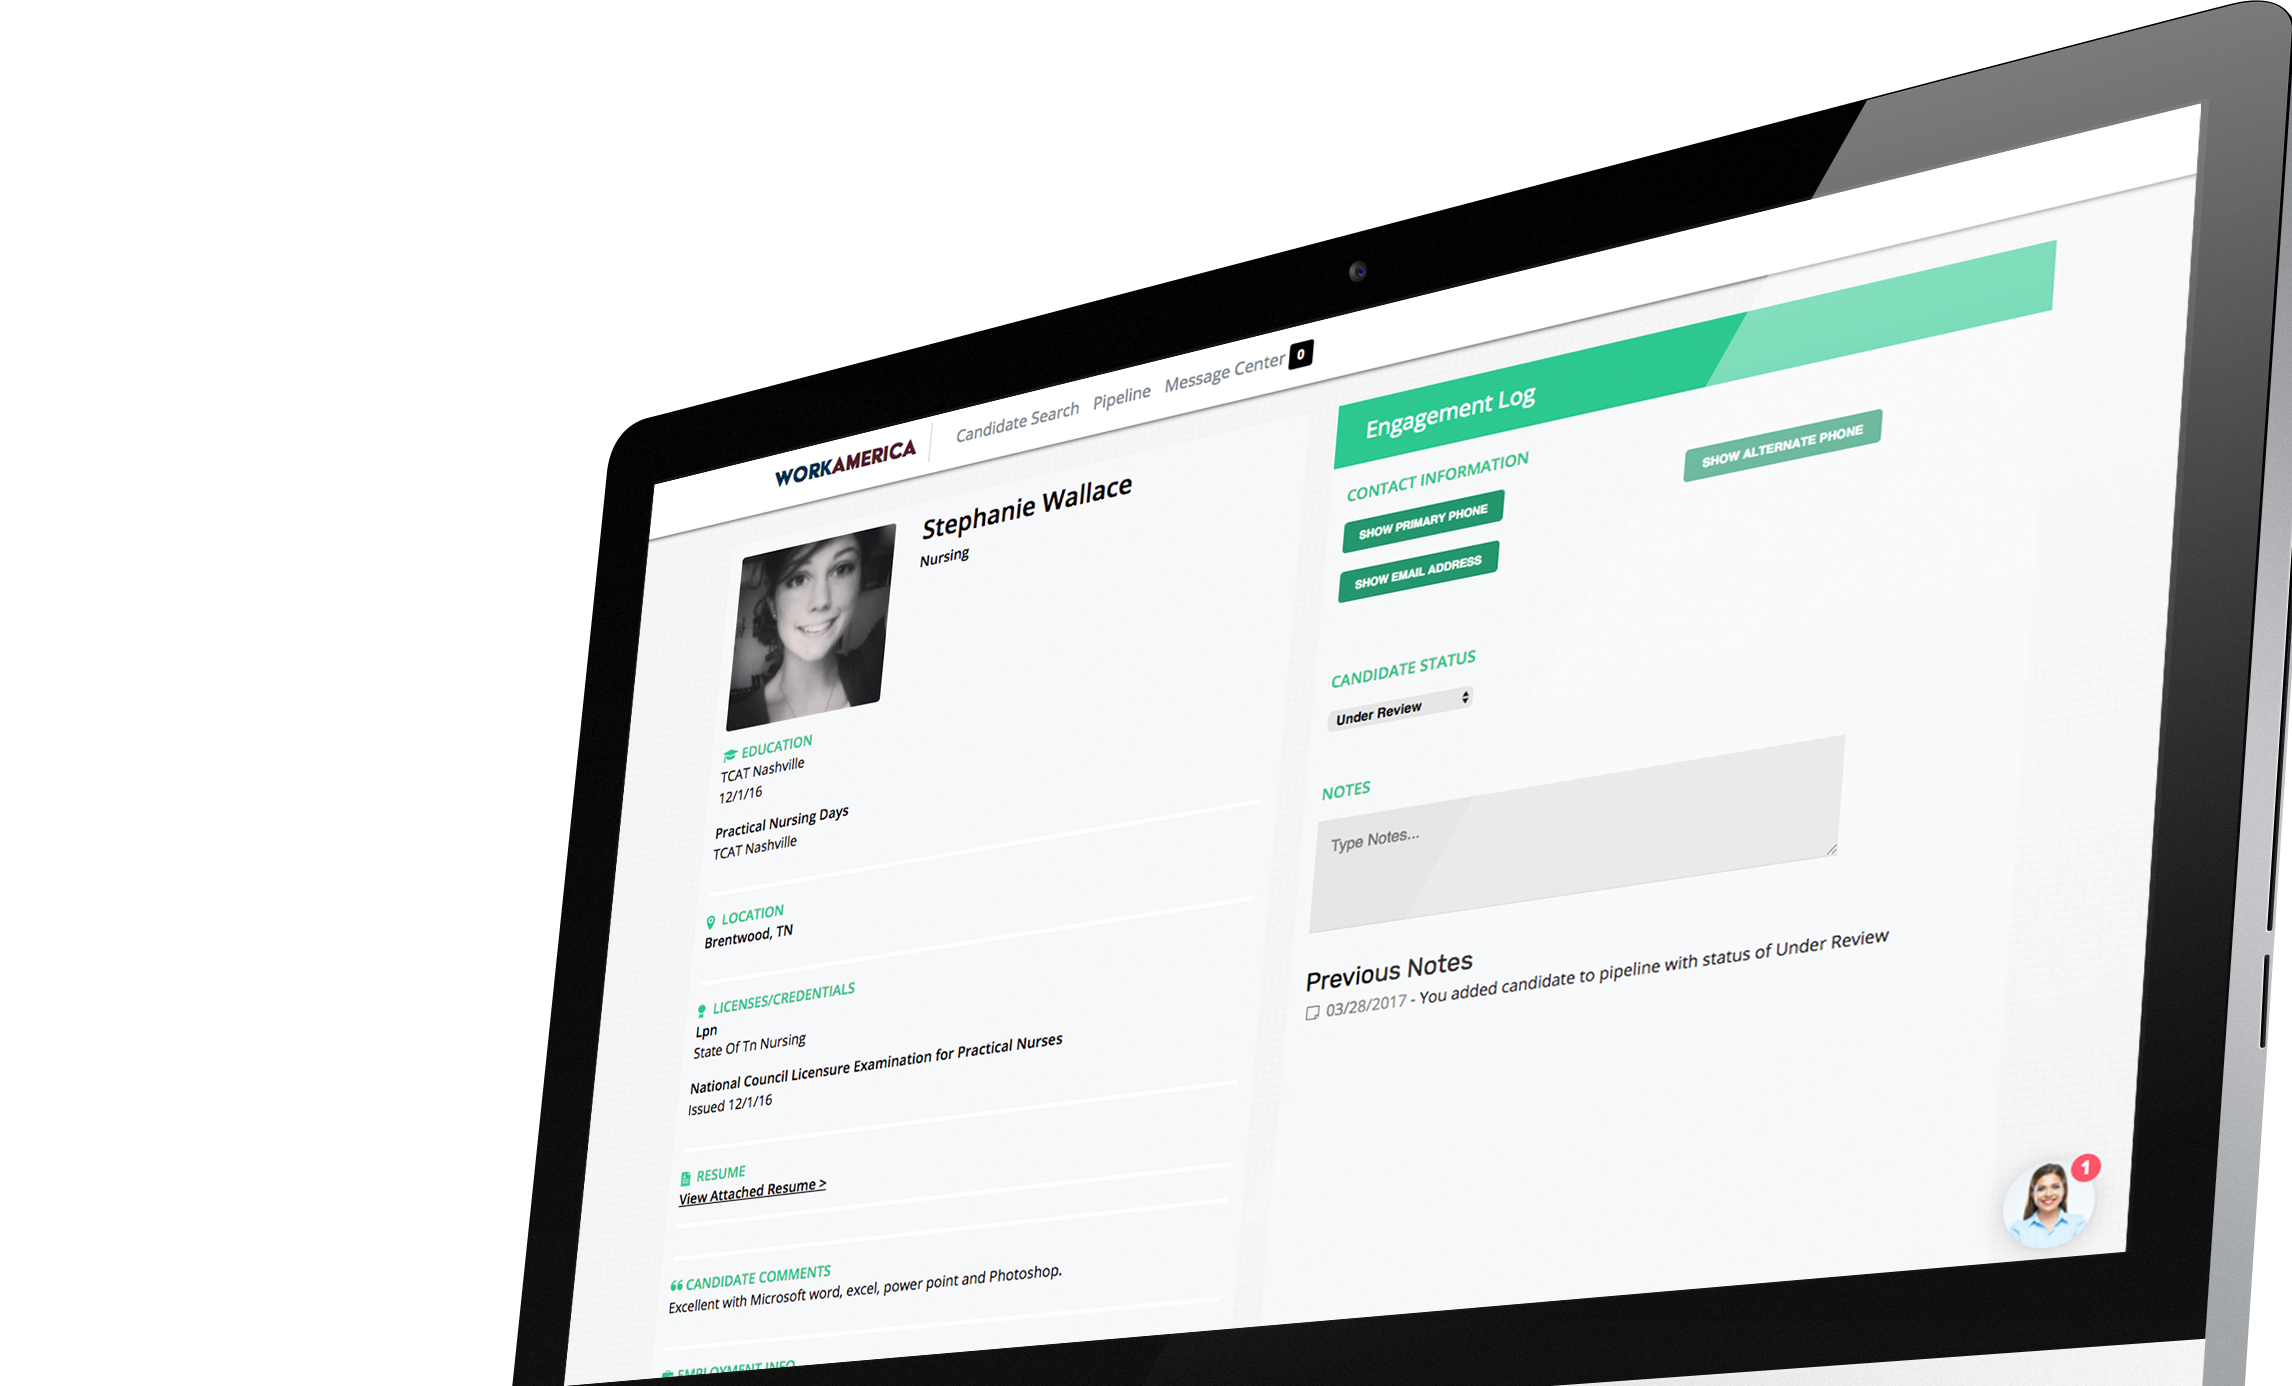 WORKAMERICA
Candidate Search Pipeline Message Center 0
Stephanie Wallace
Nursing
EDUCATION
TCAT Nashville
12/1/16
Practical Nursing Days
TCAT Nashville
LOCATION
Brentwood, TN
LICENSES/CREDENTIALS
Lpn
State Of Tn Nursing
National Council Licensure Examination for Practical Nurses
Issued 12/1/16
RESUME
View Attached Resume >
CANDIDATE COMMENTS
Excellent with Microsoft word, excel, power point and Photoshop.
EMPLOYMENT INFO
Engagement Log
CONTACT INFORMATION
SHOW PRIMARY PHONE
SHOW ALTERNATE PHONE
SHOW EMAIL ADDRESS
CANDIDATE STATUS
Under Review
NOTES
Type Notes...
Previous Notes
03/28/2017 - You added candidate to pipeline with status of Under Review
1